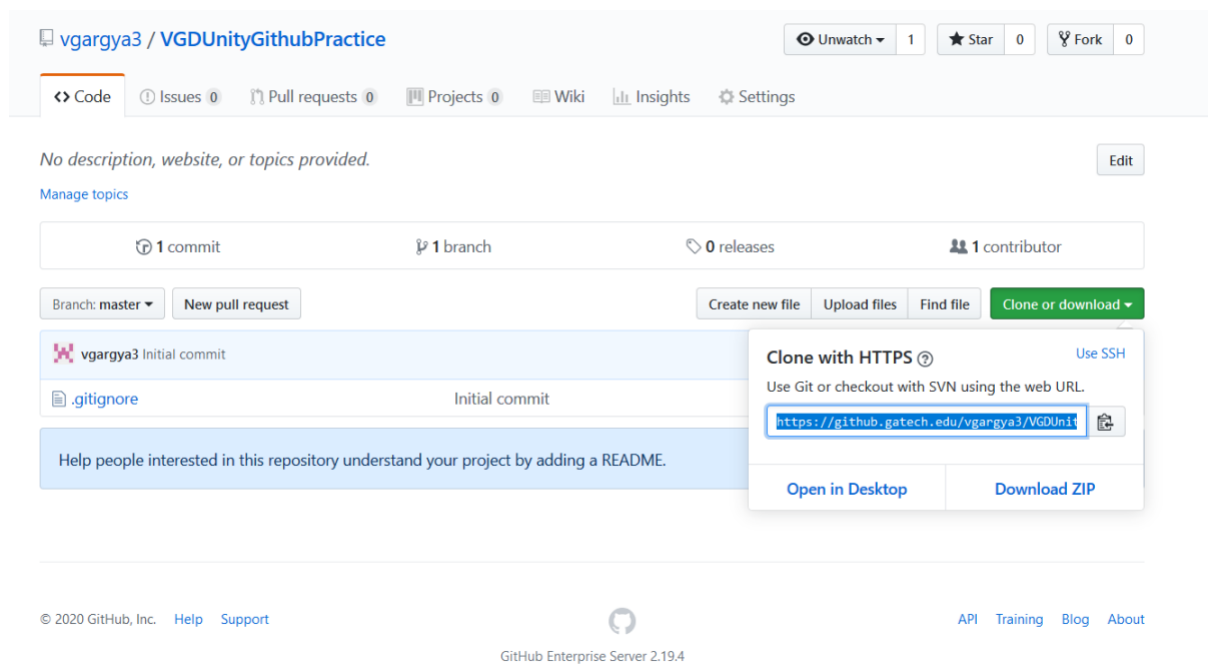 vgargya3 / VGDUnityGithubPractice
Unwatch 1 Star 0 Fork 0
Code Issues 0 Pull requests 0 Projects 0 Wiki Insights Settings
No description, website, or topics provided. Edit
Manage topics
1 commit 1 branch 0 releases 1 contributor
Branch: master New pull request Create new file Upload files Find file Clone or download
vgargya3 Initial commit
.gitignore Initial commit
Clone with HTTPS Use SSH
Use Git or checkout with SVN using the web URL.
https://github.gatech.edu/vgargya3/VGDUnit
Open in Desktop Download ZIP
Help people interested in this repository understand your project by adding a README.
© 2020 GitHub, Inc. Help Support API Training Blog About
GitHub Enterprise Server 2.19.4